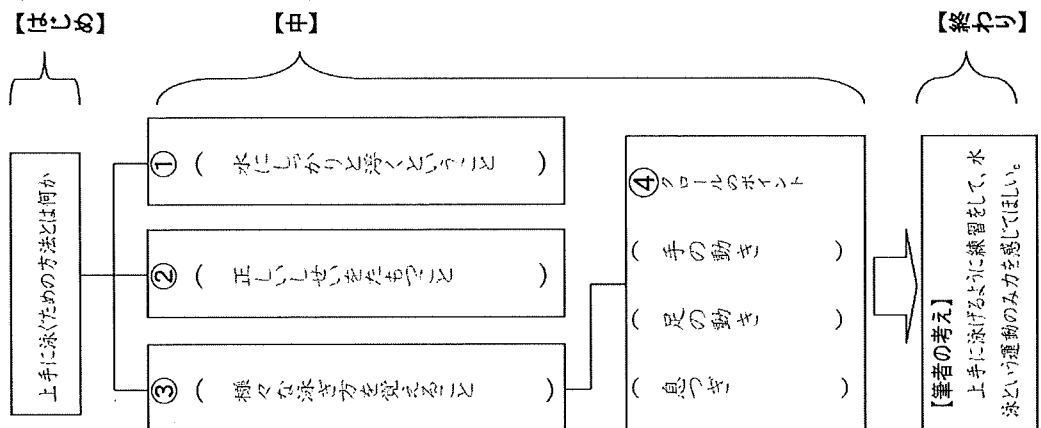 【はじめ】
【中】
【終わり】
上手に泳ぐための方法とは何か
① ( 水にしっかりと浮くということ )
② ( 正しいしせいをたもつこと )
③ ( 様々な泳ぎ方を覚えること )
④クロールのポイント
( 手の動き )
( 足の動き )
( 息つぎ )
【筆者の考え】
上手に泳げるように練習をして、水
泳という運動のみ力を感じてほしい。